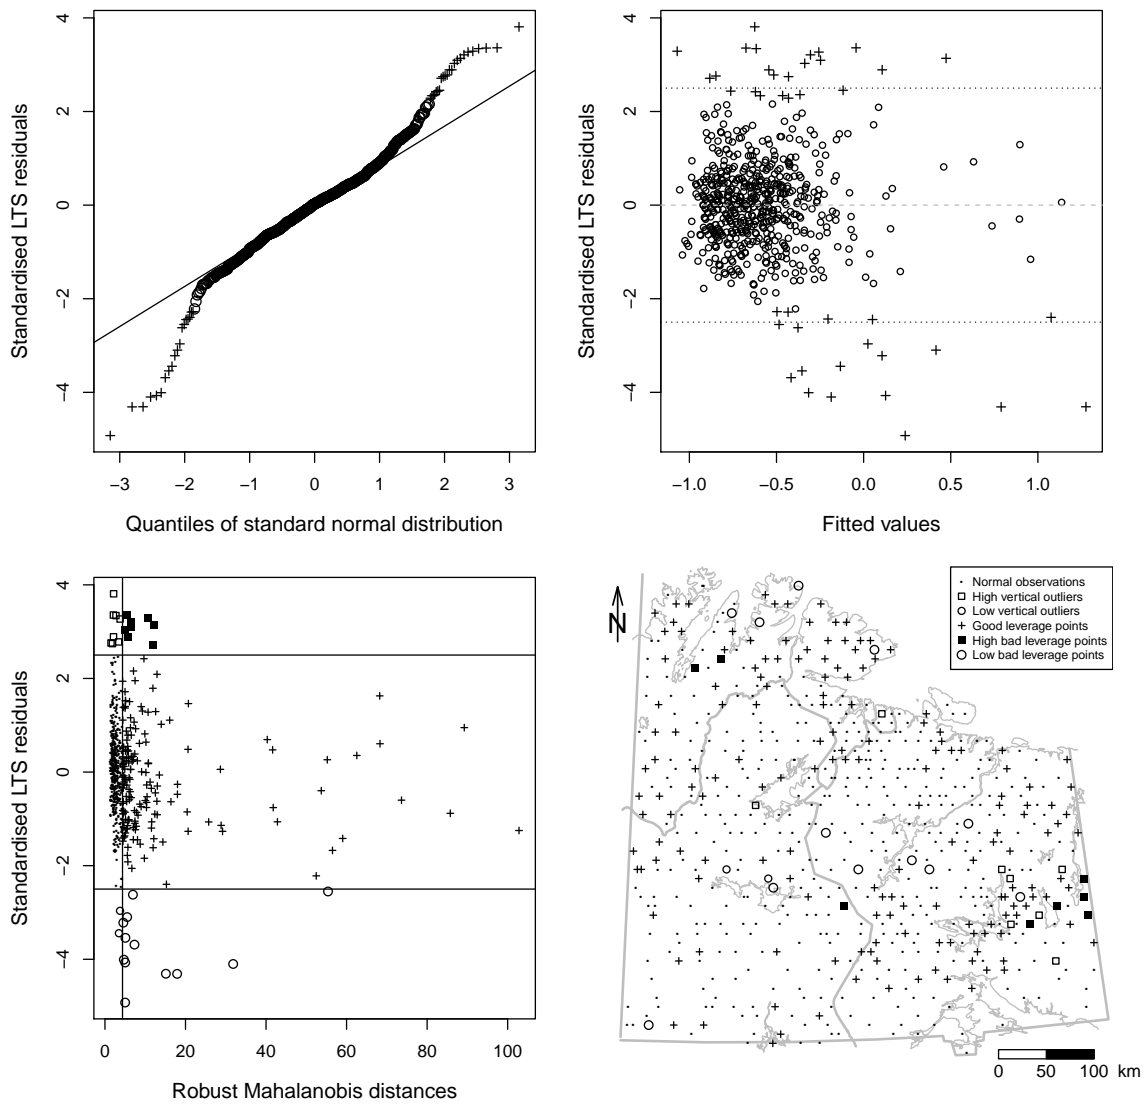 4
2
0
−2
−4
Standardised LTS residuals
−3 −2 −1 0 1 2 3
Quantiles of standard normal distribution
4
2
0
−2
−4
Standardised LTS residuals
−1.0 −0.5 0.0 0.5 1.0
Fitted values
4
2
0
−2
−4
Standardised LTS residuals
0 20 40 60 80 100
Robust Mahalanobis distances
N
Normal observations
High vertical outliers
Low vertical outliers
Good leverage points
High bad leverage points
Low bad leverage points
0 50 100 km